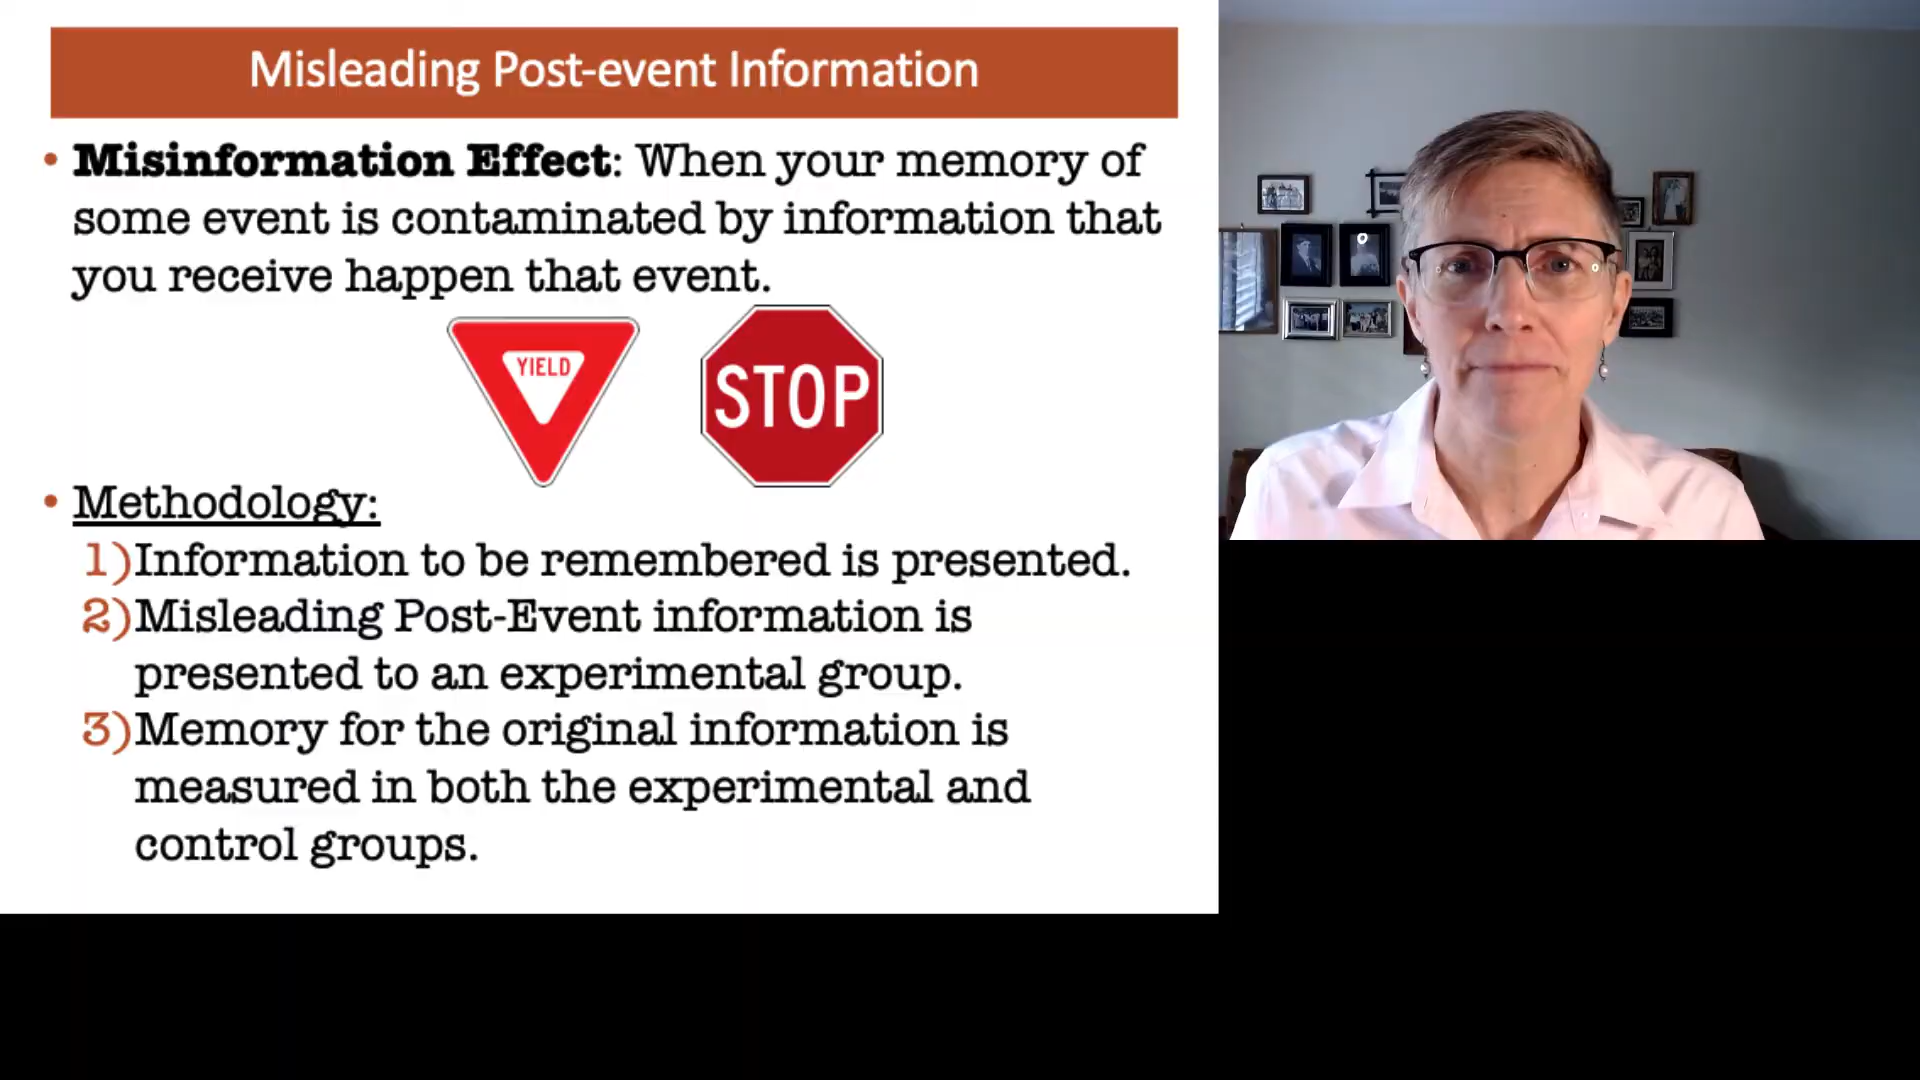 Misleading Post-event Information
• Misinformation Effect: When your memory of
some event is contaminated by information that
you receive happen that event.
YIELD
STOP
• Methodology:
1)Information to be remembered is presented.
2)Misleading Post-Event information is
presented to an experimental group.
3)Memory for the original information is
measured in both the experimental and
control groups.